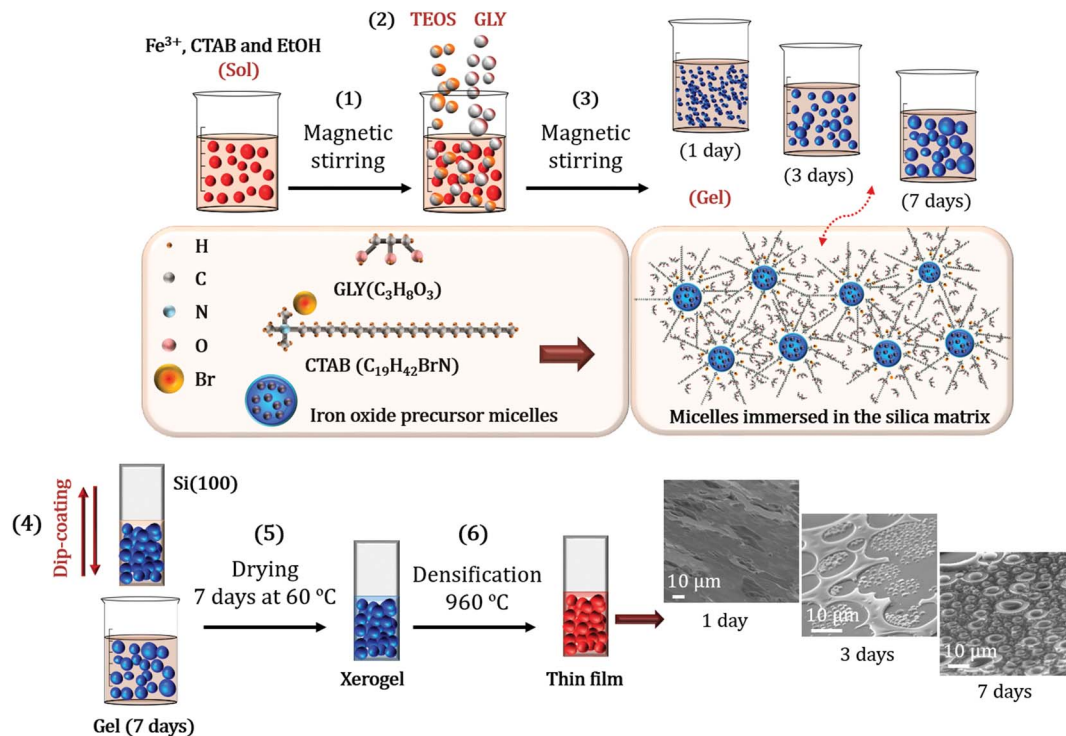 Fe³⁺, CTAB and EtOH
(Sol)
(1)
Magnetic
stirring
(2)
TEOS GLY
(3)
Magnetic
stirring
(1 day)
(3 days)
(7 days)
(Gel)
H
C
N
O
Br
GLY(C₃H₈O₃)
CTAB (C₁₉H₄₂BrN)
Iron oxide precursor micelles
Micelles immersed in the silica matrix
(4)
Dip-coating
Si(100)
Gel (7 days)
(5)
Drying
7 days at 60 ºC
Xerogel
(6)
Densification
960 ºC
Thin film
10 µm
1 day
10 µm
3 days
10 µm
7 days